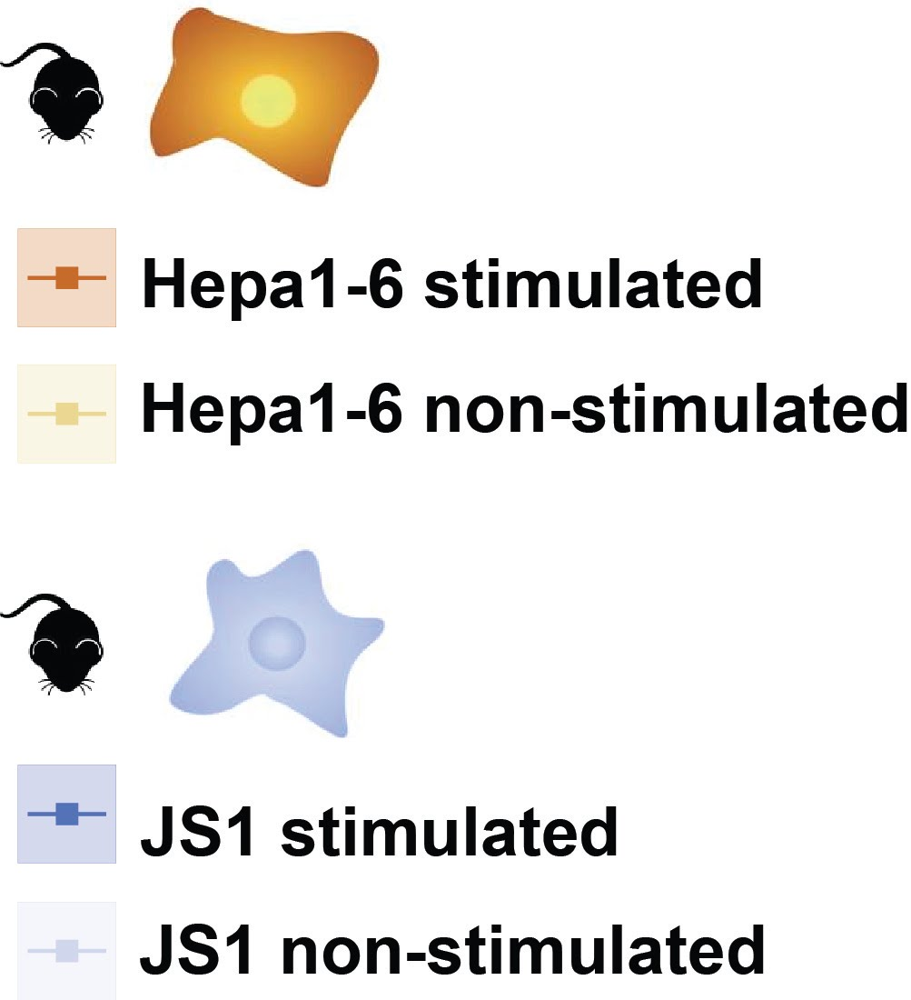 Hepa1-6 stimulated
Hepa1-6 non-stimulated
JS1 stimulated
JS1 non-stimulated